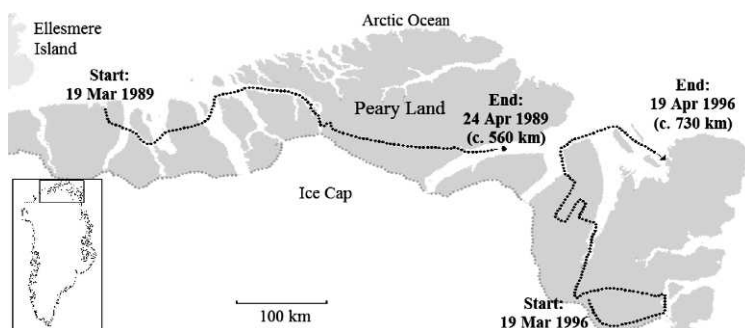 Ellesmere
Island
Arctic Ocean
Start:
19 Mar 1989
Peary Land
End:
24 Apr 1989
(c. 560 km)
End:
19 Apr 1996
(c. 730 km)
Ice Cap
100 km
Start:
19 Mar 1996